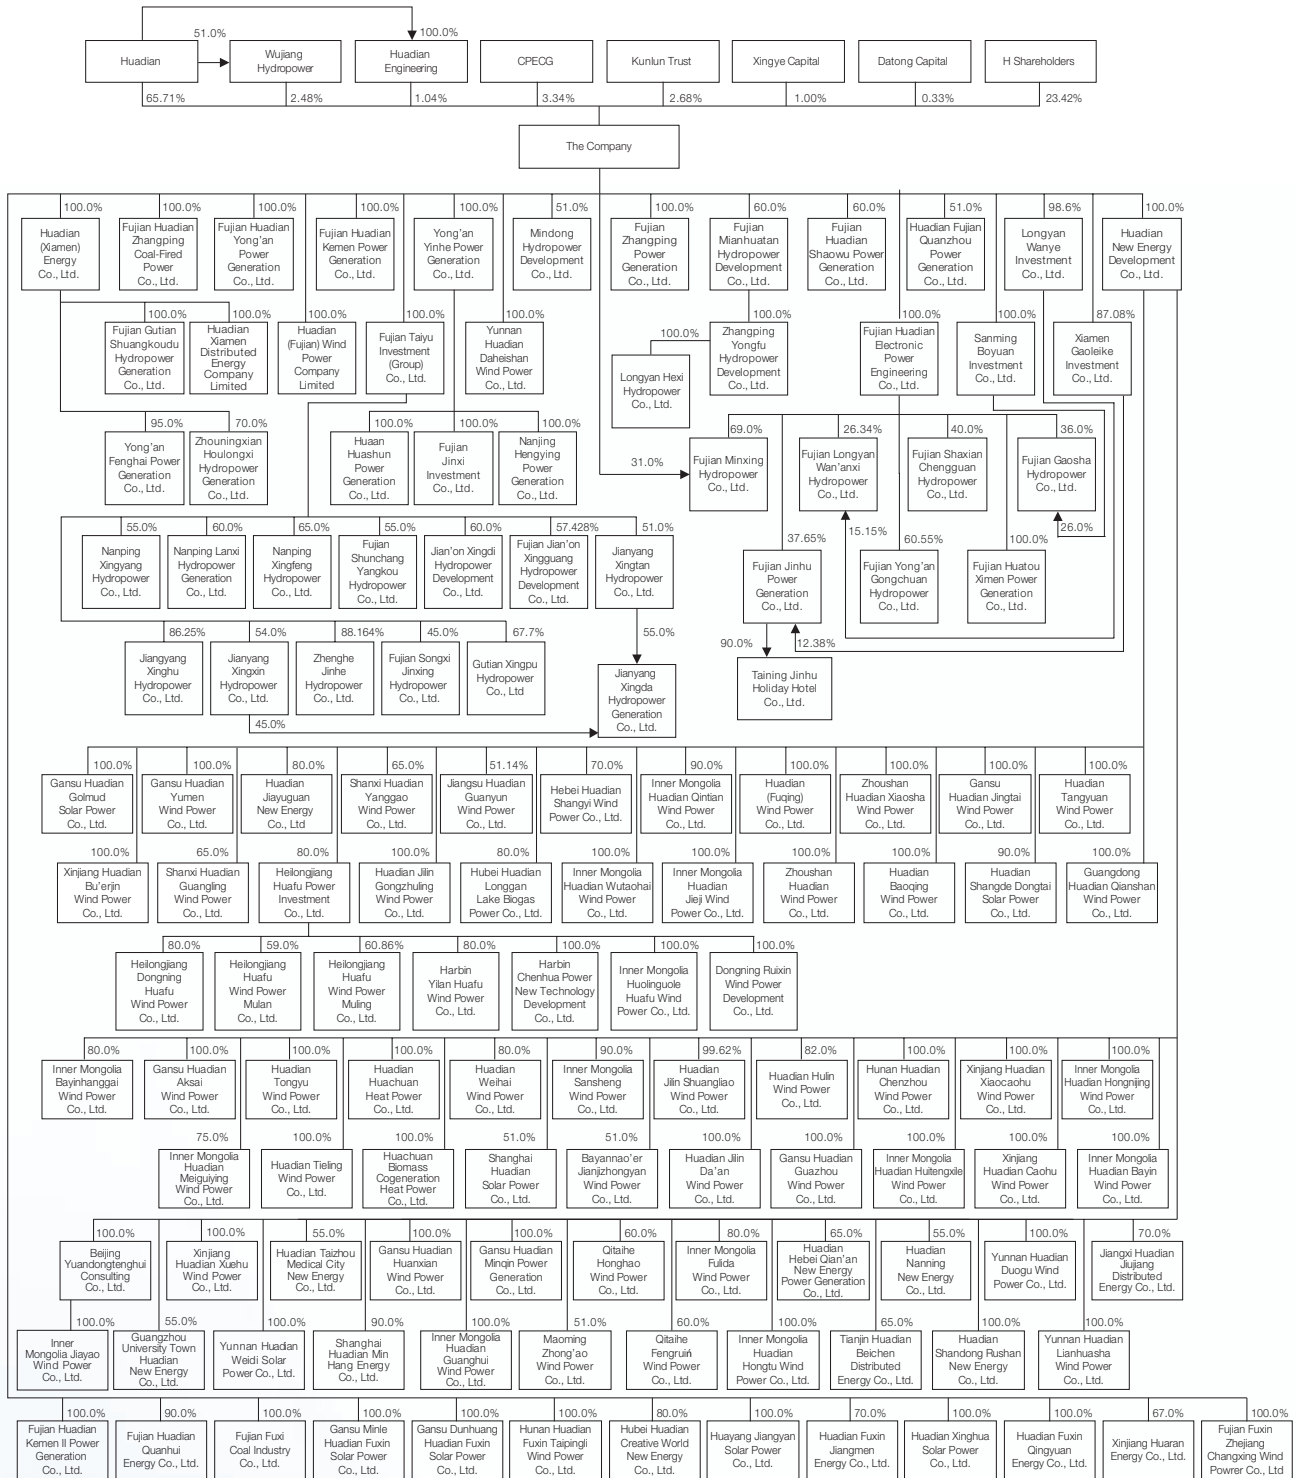 51.0%
100.0%
Huadian
Wujiang
Hydropower
Huadian
Engineering
CPECG
Kunlun Trust
Xingye Capital
Datong Capital
H Shareholders
65.71%
2.48%
1.04%
3.34%
2.68%
1.00%
0.33%
23.42%
The Company
100.0%
Huadian
(Xiamen)
Energy
Co., Ltd.
100.0%
Fujian Huadian
Zhangping
Coal-Fired
Power
Co., Ltd.
100.0%
Fujian Huadian
Yong'an
Power
Generation
Co., Ltd.
100.0%
Fujian Huadian
Kemen Power
Generation
Co., Ltd.
100.0%
Yong'an
Yinhe Power
Generation
Co., Ltd.
51.0%
Mindong
Hydropower
Development
Co., Ltd.
100.0%
Fujian
Zhangping
Power
Generation
Co., Ltd.
60.0%
Fujian
Mianhuatan
Hydropower
Development
Co., Ltd.
60.0%
Fujian
Huadian
Shaowu Power
Generation
Co., Ltd.
51.0%
Huadian Fujian
Quanzhou
Power
Generation
Co., Ltd.
98.6%
Longyan
Wanye
Investment
Co., Ltd.
100.0%
Huadian
New Energy
Development
Co., Ltd.
100.0%
Fujian Gutian
Shuangkoudu
Hydropower
Generation
Co., Ltd.
100.0%
Huadian
Xiamen
Distributed
Energy
Company
Limited
100.0%
Huadian
(Fujian) Wind
Power
Company
Limited
100.0%
Fujian Taiyu
Investment
(Group)
Co., Ltd.
100.0%
Yunnan
Huadian
Daheishan
Wind Power
Co., Ltd.
100.0%
Longyan Hexi
Hydropower
Co., Ltd.
100.0%
Zhangping
Yongfu
Hydropower
Development
Co., Ltd.
100.0%
Fujian Huadian
Electronic
Power
Engineering
Co., Ltd.
100.0%
Sanming
Boyuan
Investment
Co., Ltd.
87.08%
Xiamen
Gaoleike
Investment
Co., Ltd.
95.0%
Yong'an
Fenghai Power
Generation
Co., Ltd.
70.0%
Zhouningxian
Houlongxi
Hydropower
Generation
Co., Ltd.
100.0%
Huaan
Huashun
Power
Generation
Co., Ltd.
100.0%
Fujian
Jinxi
Investment
Co., Ltd.
100.0%
Nanjing
Hengying
Power
Generation
Co., Ltd.
31.0%
69.0%
Fujian Minxing
Hydropower
Co., Ltd.
26.34%
Fujian Longyan
Wan'anxi
Hydropower
Co., Ltd.
40.0%
Fujian Shaxian
Chengguan
Hydropower
Co., Ltd.
36.0%
Fujian Gaosha
Hydropower
Co., Ltd.
15.15%
26.0%
55.0%
Nanping
Xingyang
Hydropower
Co., Ltd.
60.0%
Nanping Lanxi
Hydropower
Generation
Co., Ltd.
65.0%
Nanping
Xingfeng
Hydropower
Co., Ltd.
55.0%
Fujian
Shunchang
Yangkou
Hydropower
Co., Ltd.
60.0%
Jian'on Xingdi
Hydropower
Development
Co., Ltd.
57.428%
Fujian Jian'on
Xingguang
Hydropower
Development
Co., Ltd.
51.0%
Jianyang
Xingtan
Hydropower
Co., Ltd.
37.65%
Fujian Jinhu
Power
Generation
Co., Ltd.
60.55%
Fujian Yong'an
Gongchuan
Hydropower
Co., Ltd.
100.0%
Fujian Huatou
Ximen Power
Generation
Co., Ltd.
86.25%
Jiangyang
Xinghu
Hydropower
Co., Ltd.
54.0%
Jianyang
Xingxin
Hydropower
Co., Ltd.
88.164%
Zhenghe
Jinhe
Hydropower
Co., Ltd.
45.0%
Fujian Songxi
Jinxing
Hydropower
Co., Ltd.
67.7%
Gutian Xingpu
Hydropower
Co., Ltd
55.0%
Jianyang
Xingda
Hydropower
Generation
Co., Ltd.
45.0%
90.0%
12.38%
Taining Jinhu
Holiday Hotel
Co., Ltd.
100.0%
Gansu Huadian
Golmud
Solar Power
Co., Ltd.
100.0%
Gansu Huadian
Yumen
Wind Power
Co., Ltd.
80.0%
Huadian
Jiayuguan
New Energy
Co., Ltd
65.0%
Shanxi Huadian
Yanggao
Wind Power
Co., Ltd.
51.14%
Jiangsu Huadian
Guanyun
Wind Power
Co., Ltd.
70.0%
Hebei Huadian
Shangyi Wind
Power Co., Ltd.
90.0%
Inner Mongolia
Huadian Qintian
Wind Power
Co., Ltd.
100.0%
Huadian
(Fuqing)
Wind Power
Co., Ltd.
100.0%
Zhoushan
Huadian Xiaosha
Wind Power
Co., Ltd.
100.0%
Gansu
Huadian Jingtai
Wind Power
Co., Ltd.
100.0%
Huadian
Tangyuan
Wind Power
Co., Ltd.
100.0%
Xinjiang Huadian
Bu'erjin
Wind Power
Co., Ltd.
65.0%
Shanxi Huadian
Guangling
Wind Power
Co., Ltd.
80.0%
Heilongjiang
Huafu Power
Investment
Co., Ltd.
100.0%
Huadian Jilin
Gongzhuling
Wind Power
Co., Ltd.
80.0%
Hubei Huadian
Longgan
Lake Biogas
Power Co., Ltd.
100.0%
Inner Mongolia
Huadian Wutaohai
Wind Power
Co., Ltd.
100.0%
Inner Mongolia
Huadian
Jieji Wind
Power Co., Ltd.
100.0%
Zhoushan
Huadian
Wind Power
Co., Ltd.
100.0%
Huadian
Baoqing
Wind Power
Co., Ltd.
90.0%
Huadian
Shangde Dongtai
Solar Power
Co., Ltd.
100.0%
Guangdong
Huadian Qianshan
Wind Power
Co., Ltd.
80.0%
Heilongjiang
Dongning
Huafu
Wind Power
Co., Ltd.
59.0%
Heilongjiang
Huafu
Wind Power
Mulan
Co., Ltd.
60.86%
Heilongjiang
Huafu
Wind Power
Muling
Co., Ltd.
80.0%
Harbin
Yilan Huafu
Wind Power
Co., Ltd.
100.0%
Harbin
Chenhua Power
New Technology
Development
Co., Ltd.
100.0%
Inner Mongolia
Huolinguole
Huafu Wind
Power Co., Ltd.
100.0%
Dongning Ruixin
Wind Power
Development
Co., Ltd.
80.0%
Inner Mongolia
Bayinhanggai
Wind Power
Co., Ltd.
100.0%
Gansu Huadian
Aksai
Wind Power
Co., Ltd.
100.0%
Huadian
Tongyu
Wind Power
Co., Ltd.
100.0%
Huadian
Huachuan
Heat Power
Co., Ltd.
80.0%
Huadian
Weihai
Wind Power
Co., Ltd.
90.0%
Inner Mongolia
Sansheng
Wind Power
Co., Ltd.
99.62%
Huadian
Jilin Shuangliao
Wind Power
Co., Ltd.
82.0%
Huadian Hulin
Wind Power
Co., Ltd.
100.0%
Hunan Huadian
Chenzhou
Wind Power
Co., Ltd.
100.0%
Xinjiang Huadian
Xiaocaohu
Wind Power
Co., Ltd.
100.0%
Inner Mongolia
Huadian Hongnijing
Wind Power
Co., Ltd.
75.0%
Inner Mongolia
Huadian
Meiguiying
Wind Power
Co., Ltd.
100.0%
Huadian Tieling
Wind Power
Co., Ltd.
100.0%
Huachuan
Biomass
Cogeneration
Heat Power
Co., Ltd.
51.0%
Shanghai
Huadian
Solar Power
Co., Ltd.
51.0%
Bayannao'er
Jianjizhongyan
Wind Power
Co., Ltd.
100.0%
Huadian Jilin
Da'an
Wind Power
Co., Ltd.
100.0%
Gansu Huadian
Guazhou
Wind Power
Co., Ltd.
100.0%
Inner Mongolia
Huadian Huitengxile
Wind Power
Co., Ltd.
100.0%
Xinjiang
Huadian Caohu
Wind Power
Co., Ltd.
100.0%
Inner Mongolia
Huadian Bayin
Wind Power
Co., Ltd.
100.0%
Beijing
Yuandongtenghui
Consulting
Co., Ltd.
100.0%
Xinjiang
Huadian Xuehu
Wind Power
Co., Ltd.
55.0%
Huadian Taizhou
Medical City
New Energy
Co., Ltd.
100.0%
Gansu Huadian
Huanxian
Wind Power
Co., Ltd.
100.0%
Gansu Huadian
Minqin Power
Generation
Co., Ltd.
60.0%
Qitaihe
Honghao
Wind Power
Co., Ltd.
80.0%
Inner Mongolia
Fulida
Wind Power
Co., Ltd.
65.0%
Huadian
Hebei Qian'an
New Energy
Power Generation
Co., Ltd.
55.0%
Huadian
Nanning
New Energy
Co., Ltd.
100.0%
Yunnan Huadian
Duogu Wind
Power Co., Ltd.
70.0%
Jiangxi Huadian
Jiujiang
Distributed
Energy Co., Ltd.
100.0%
Inner
Mongolia Jiayao
Wind Power
Co., Ltd.
55.0%
Guangzhou
University Town
Huadian
New Energy
Co., Ltd.
100.0%
Yunnan Hudian
Weidi Solar
Power Co., Ltd.
90.0%
Shanghai
Huadian Min
Hang Energy
Co., Ltd.
100.0%
Inner Mongolia
Huadian
Guanghui
Wind Power
Co., Ltd.
51.0%
Maoming
Zhong'ao
Wind Power
Co., Ltd.
60.0%
Qitaihe
Fengruin
Wind Power
Co., Ltd.
100.0%
Inner Mongolia
Huadian
Hongtu Wind
Power Co., Ltd.
65.0%
Tianjin Huadian
Beichen
Distributed
Energy Co., Ltd.
100.0%
Huadian
Shandong Rushan
New Energy
Co., Ltd.
100.0%
Yunnan Huadian
Lianhuasha
Wind Power
Co., Ltd.
100.0%
Fujian Huadian
Kemen II Power
Generation
Co., Ltd.
90.0%
Fujian Huadian
Quanhui
Energy Co., Ltd.
100.0%
Fujian Fuxi
Coal Industry
Co., Ltd.
100.0%
Gansu Minle
Huadian Fuxin
Solar Power
Co., Ltd.
100.0%
Gansu Dunhuang
Huadian Fuxin
Solar Power
Co., Ltd.
100.0%
Hunan Huadian
Fuxin Taipingli
Wind Power
Co., Ltd.
80.0%
Hubei Huadian
Creative World
New Energy
Co., Ltd.
100.0%
Huayang Jiangyan
Solar Power
Co., Ltd.
70.0%
Huadian Fuxin
Jiangmen
Energy Co., Ltd.
100.0%
Huadian Xinghua
Solar Power
Co., Ltd.
100.0%
Huadian Fuxin
Qingyuan
Energy Co., Ltd.
67.0%
Xinjiang Huaran
Energy Co., Ltd.
100.0%
Fujian Fuxin
Zhejiang
Changxing Wind
Power Co., Ltd